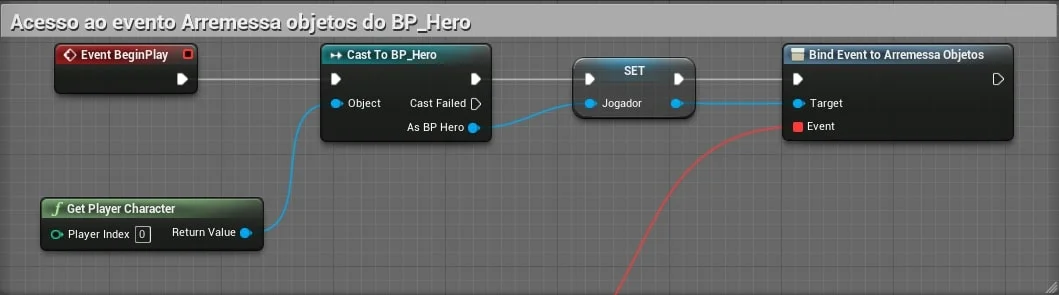 Acesso ao evento Arremessa objetos do BP_Hero
Event BeginPlay
Cast To BP_Hero
Object
Cast Failed
As BP Hero
SET
Jogador
Bind Event to Arremessa Objetos
Target
Event
f Get Player Character
Player Index 0
Return Value